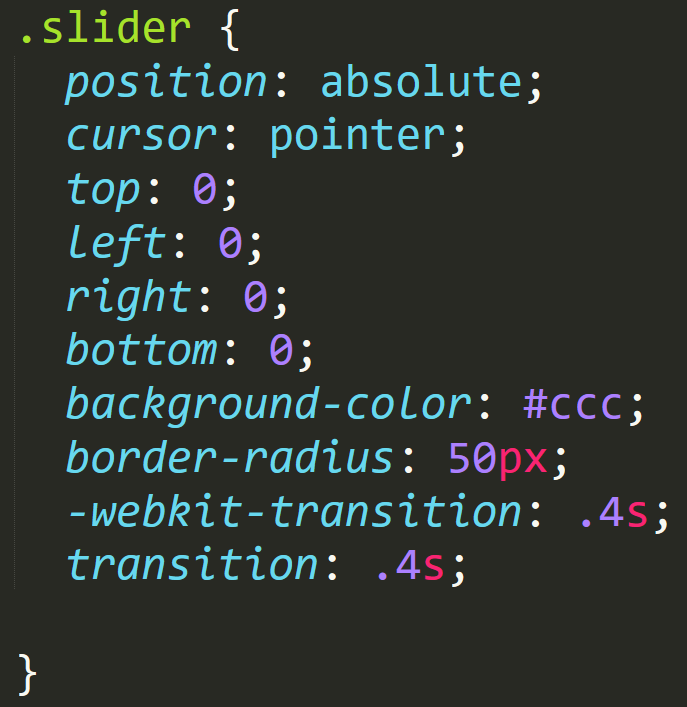 .slider {
  position: absolute;
  cursor: pointer;
  top: 0;
  left: 0;
  right: 0;
  bottom: 0;
  background-color: #ccc;
  border-radius: 50px;
  -webkit-transition: .4s;
  transition: .4s;

}